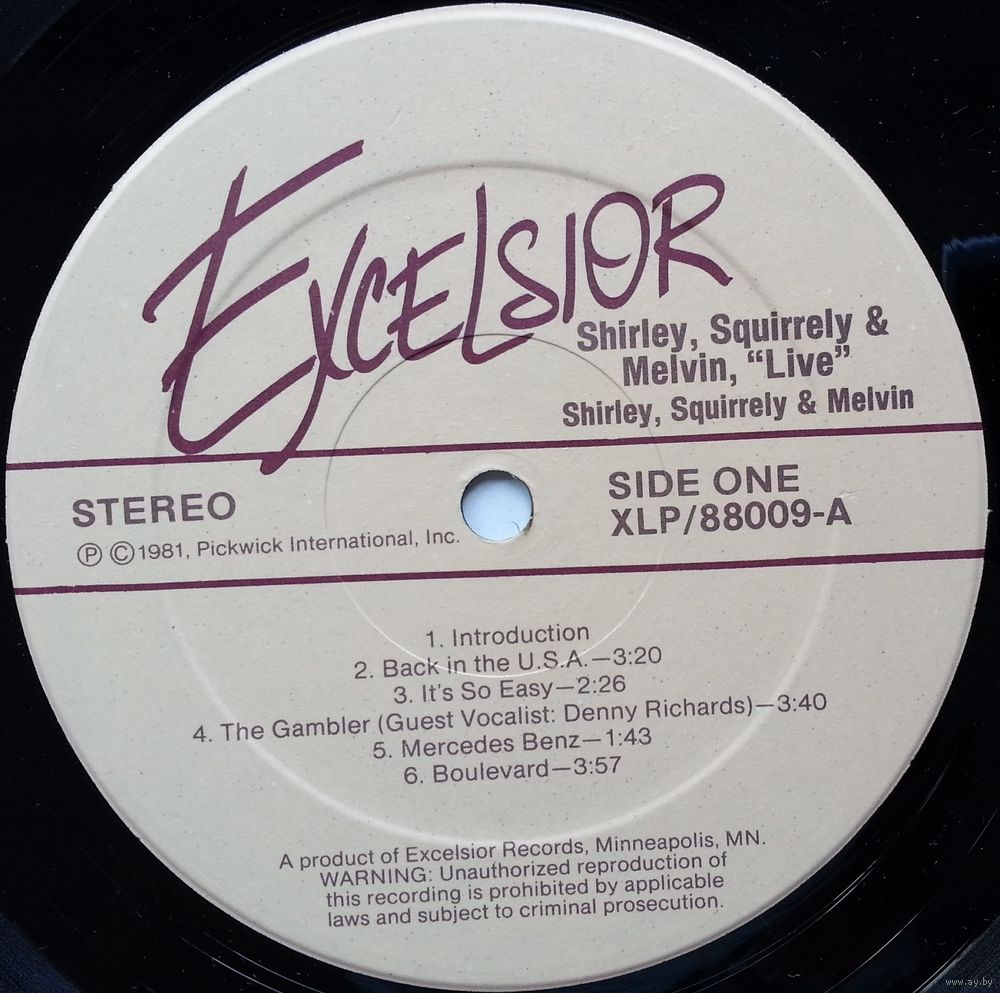 EXCELSIOR
Shirley, Squirrely &
Melvin, “Live”
Shirley, Squirrely & Melvin
STEREO
Ⓟ ©1981, Pickwick International, Inc.
SIDE ONE
XLP/88009-A
1. Introduction
2. Back in the U.S.A.—3:20
3. It's So Easy—2:26
4. The Gambler (Guest Vocalist: Denny Richards)—3:40
5. Mercedes Benz—1:43
6. Boulevard—3:57
A product of Excelsior Records, Minneapolis, MN.
WARNING: Unauthorized reproduction of
this recording is prohibited by applicable
laws and subject to criminal prosecution.
www.ay.by